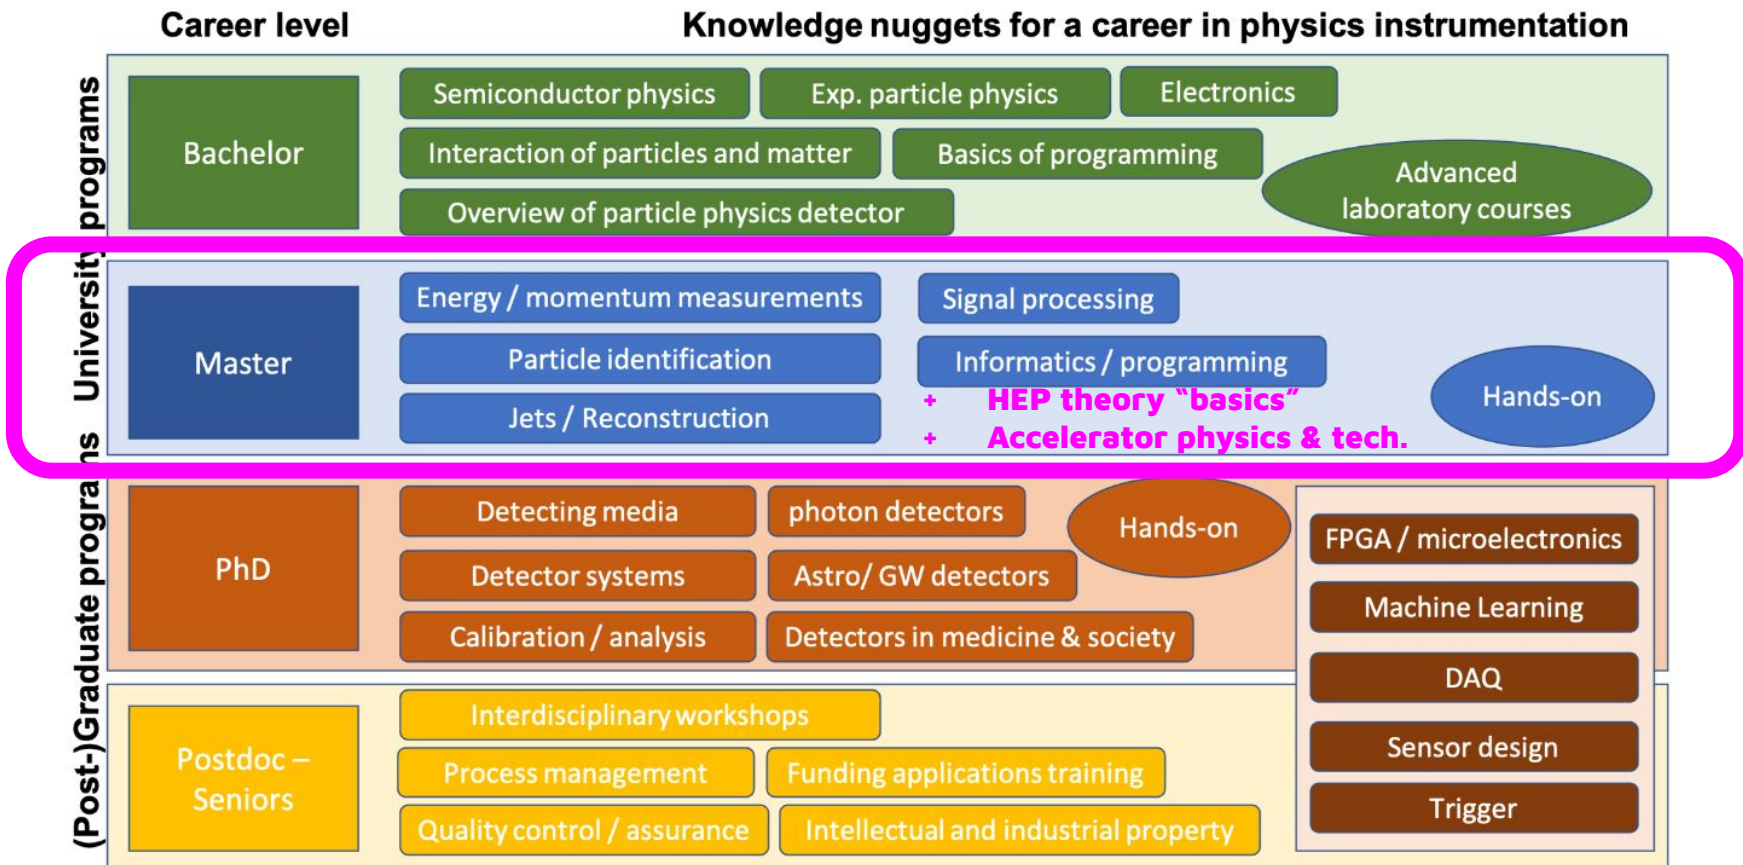 Career level
Knowledge nuggets for a career in physics instrumentation
University programs
Bachelor
Semiconductor physics
Exp. particle physics
Electronics
Interaction of particles and matter
Basics of programming
Overview of particle physics detector
Advanced
laboratory courses
Master
Energy / momentum measurements
Signal processing
Particle identification
Informatics / programming
Jets / Reconstruction
+ HEP theory “basics”
+ Accelerator physics & tech.
Hands-on
(Post-)Graduate programs
PhD
Detecting media
photon detectors
Hands-on
Detector systems
Astro/ GW detectors
Calibration / analysis
Detectors in medicine & society
FPGA / microelectronics
Machine Learning
DAQ
Sensor design
Trigger
Postdoc –
Seniors
Interdisciplinary workshops
Process management
Funding applications training
Quality control / assurance
Intellectual and industrial property